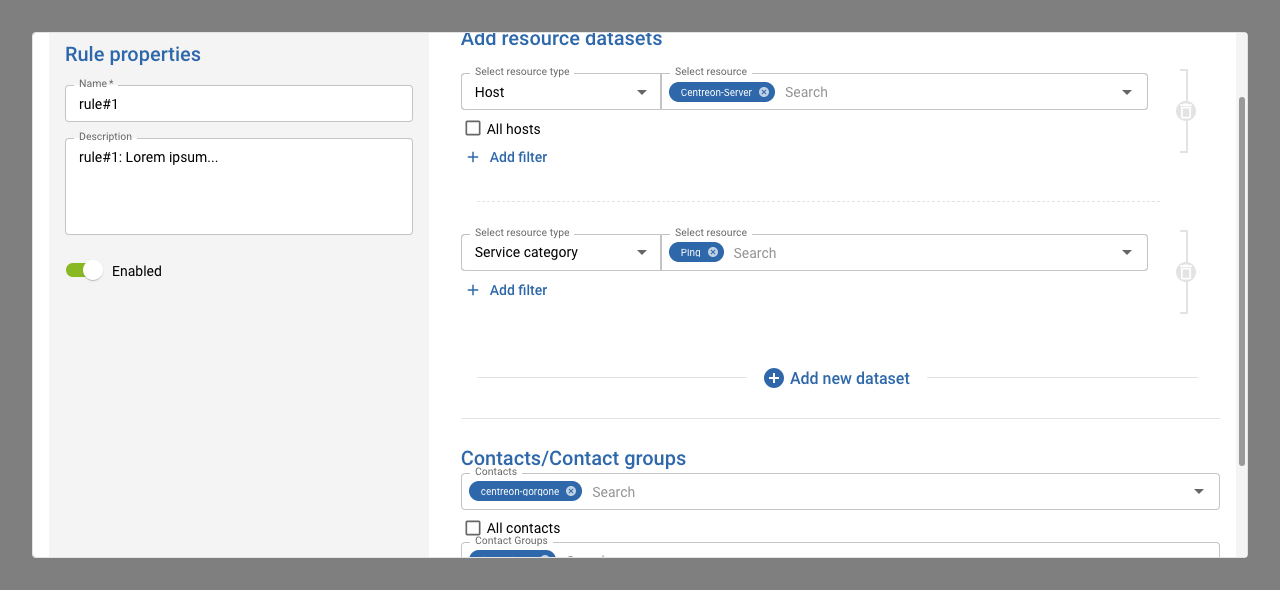 Rule properties
Name *
rule#1
Description
rule#1: Lorem ipsum...
Enabled
Add resource datasets
Select resource type
Host
Select resource
Centreon-Server
Search
All hosts
Add filter
Select resource type
Service category
Select resource
Ping
Search
Add filter
Add new dataset
Contacts/Contact groups
Contacts
centreon-gorgone
Search
All contacts
Contact Groups